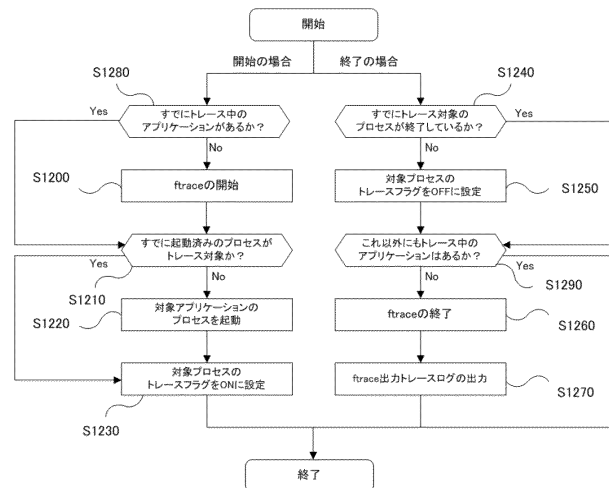 開始
開始の場合
終了の場合
S1280
すでにトレース中の
アプリケーションがあるか？
Yes
No
S1200
ftraceの開始
すでに起動済みのプロセスが
トレース対象か？
Yes
No
S1210
S1220
対象アプリケーションの
プロセスを起動
対象プロセスの
トレースフラグをONに設定
S1230
S1240
すでにトレース対象の
プロセスが終了しているか？
Yes
No
対象プロセスの
トレースフラグをOFFに設定
S1250
これ以外にもトレース中の
アプリケーションはあるか？
Yes
No
S1290
ftraceの終了
S1260
ftrace出力トレースログの出力
S1270
終了